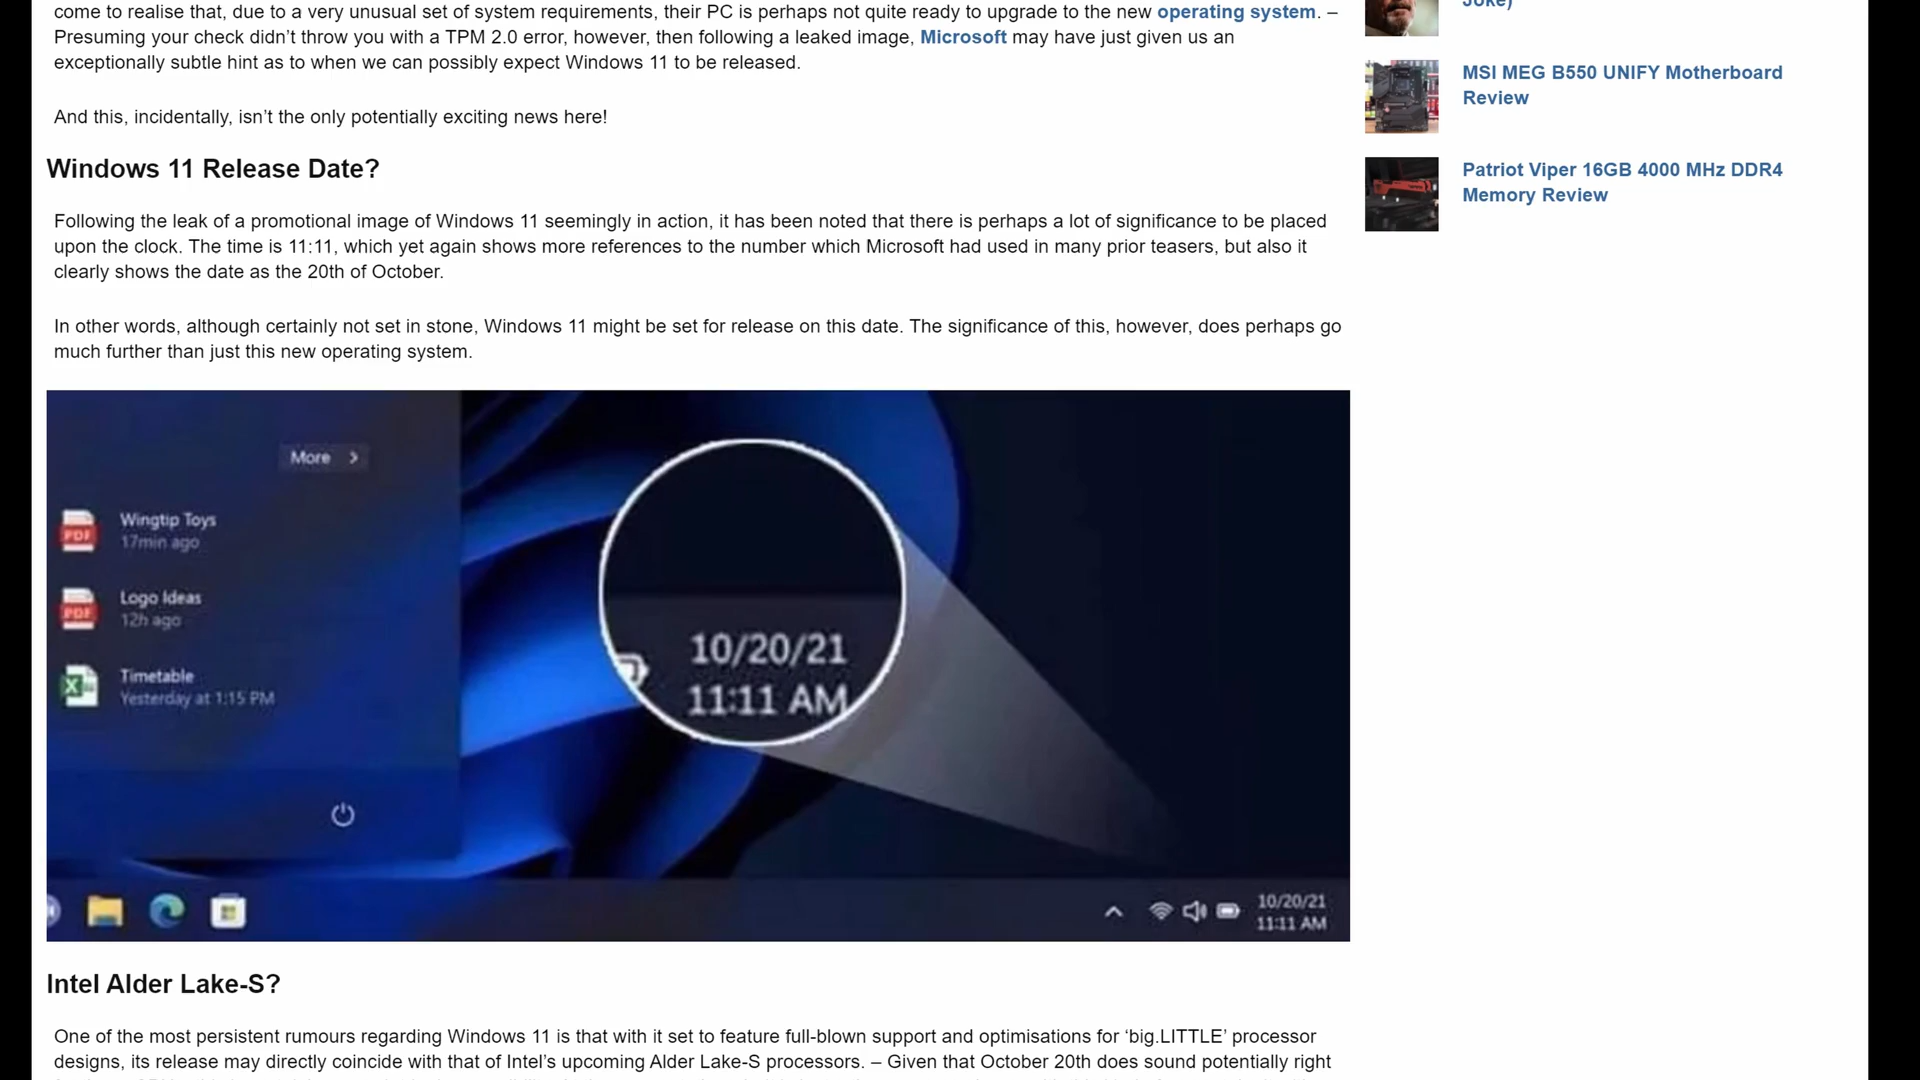 come to realise that, due to a very unusual set of system requirements, their PC is perhaps not quite ready to upgrade to the new operating system. –
Presuming your check didn’t throw you with a TPM 2.0 error, however, then following a leaked image, Microsoft may have just given us an
exceptionally subtle hint as to when we can possibly expect Windows 11 to be released.
And this, incidentally, isn’t the only potentially exciting news here!
Windows 11 Release Date?
Following the leak of a promotional image of Windows 11 seemingly in action, it has been noted that there is perhaps a lot of significance to be placed
upon the clock. The time is 11:11, which yet again shows more references to the number which Microsoft had used in many prior teasers, but also it
clearly shows the date as the 20th of October.
In other words, although certainly not set in stone, Windows 11 might be set for release on this date. The significance of this, however, does perhaps go
much further than just this new operating system.
More
PDF
Wingtip Toys
17min ago
PDF
Logo Ideas
12h ago
X
Timetable
Yesterday at 1:15 PM
10/20/21
11:11 AM
10/20/21
11:11 AM
Intel Alder Lake-S?
One of the most persistent rumours regarding Windows 11 is that with it set to feature full-blown support and optimisations for ‘big.LITTLE’ processor
designs, its release may directly coincide with that of Intel’s upcoming Alder Lake-S processors. – Given that October 20th does sound potentially right
Joke)
MSI MEG B550 UNIFY Motherboard
Review
Patriot Viper 16GB 4000 MHz DDR4
Memory Review